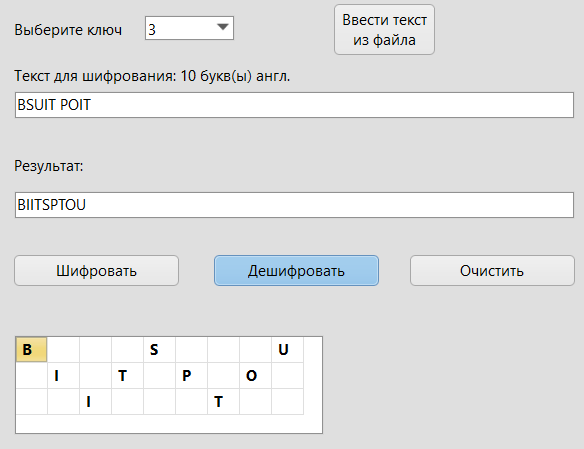 Выберите ключ 3
Ввести текст
из файла
Текст для шифрования: 10 букв(ы) англ.
BSUIT POIT
Результат:
BIITSPTOU
Шифровать Дешифровать Очистить
B S U
I T P O
I T